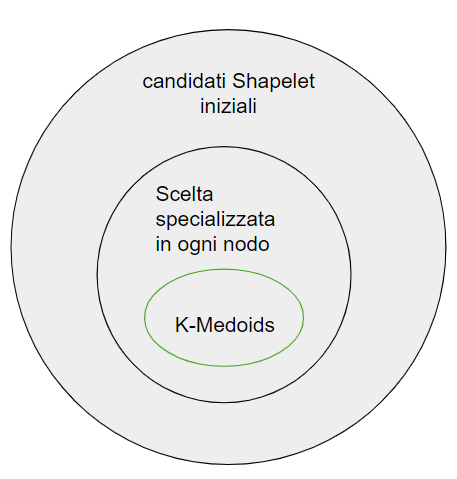 candidati Shapelet
iniziali
Scelta
specializzata
in ogni nodo
K-Medoids